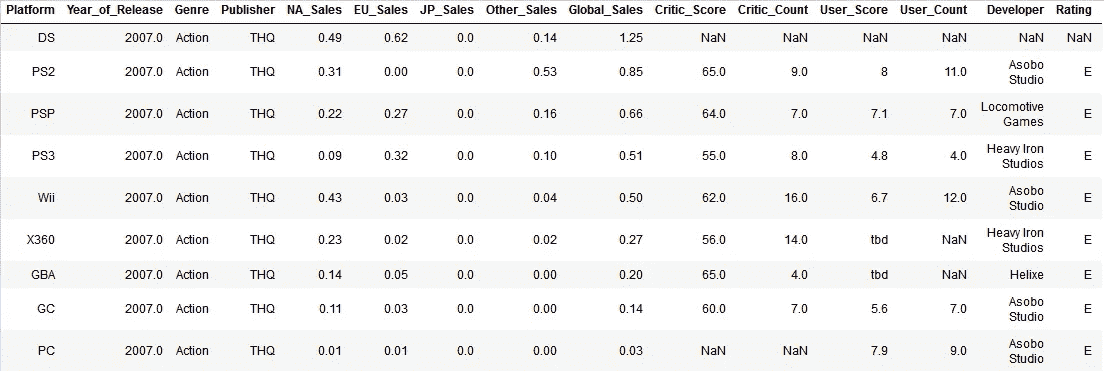 Platform Year_of_Release Genre Publisher NA_Sales EU_Sales JP_Sales Other_Sales Global_Sales Critic_Score Critic_Count User_Score User_Count Developer Rating
DS 2007.0 Action THQ 0.49 0.62 0.0 0.14 1.25 NaN NaN NaN NaN NaN NaN
PS2 2007.0 Action THQ 0.31 0.00 0.0 0.53 0.85 65.0 9.0 8 11.0 Asobo Studio E
PSP 2007.0 Action THQ 0.22 0.27 0.0 0.16 0.66 64.0 7.0 7.1 7.0 Locomotive Games E
PS3 2007.0 Action THQ 0.09 0.32 0.0 0.10 0.51 55.0 8.0 4.8 4.0 Heavy Iron Studios E
Wii 2007.0 Action THQ 0.43 0.03 0.0 0.04 0.50 62.0 16.0 6.7 12.0 Asobo Studio E
X360 2007.0 Action THQ 0.23 0.02 0.0 0.02 0.27 56.0 14.0 tbd NaN Heavy Iron Studios E
GBA 2007.0 Action THQ 0.14 0.05 0.0 0.00 0.20 65.0 4.0 tbd NaN Helixe E
GC 2007.0 Action THQ 0.11 0.03 0.0 0.00 0.14 60.0 7.0 5.6 7.0 Asobo Studio E
PC 2007.0 Action THQ 0.01 0.01 0.0 0.00 0.03 NaN NaN 7.9 9.0 Asobo Studio E